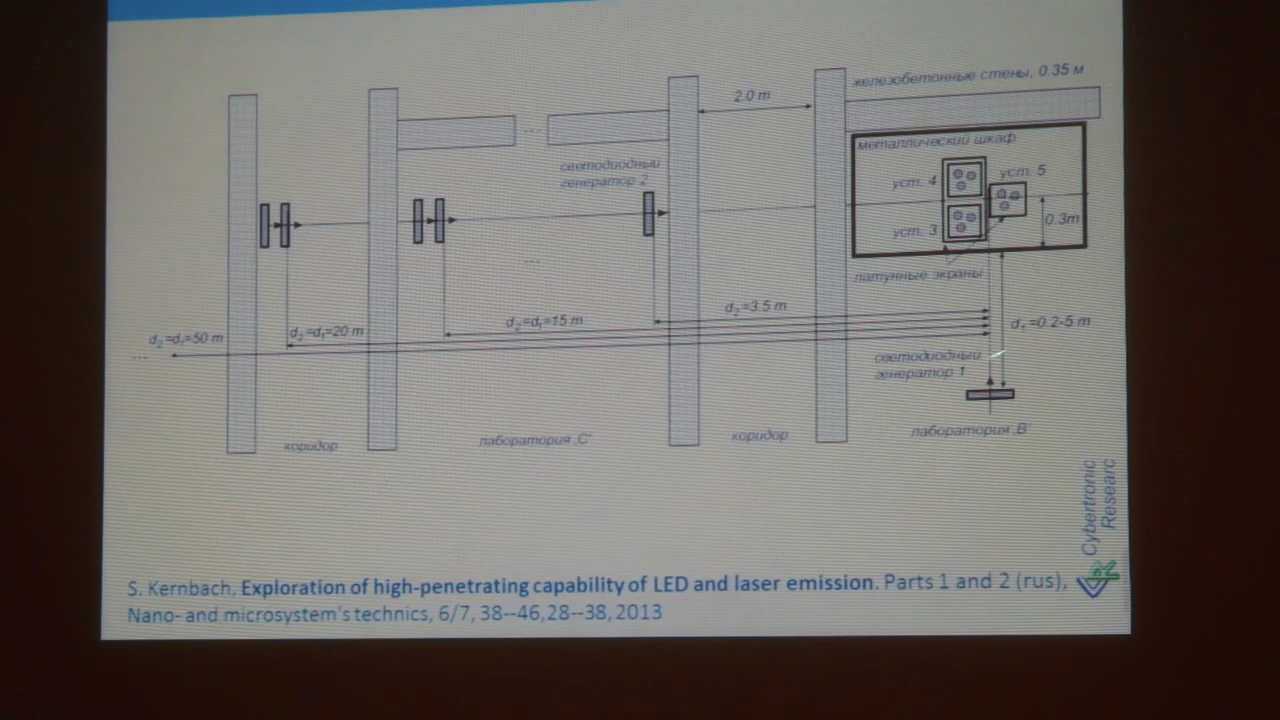 железобетонные стены, 0.35 м
2.0 m
металлический шкаф
светодиодный
генератор 2
уст. 4
уст. 5
уст. 3
0.3m
латунные экраны
d₂=d₁=50 m
d₂=d₁=20 m
d₂=d₁=15 m
d₂=3.5 m
d₁=0.2-5 m
светодиодный
генератор 1
коридор
лаборатория „C“
коридор
лаборатория „B“
Cybertronic
Researc
S. Kernbach, Exploration of high-penetrating capability of LED and laser emission. Parts 1 and 2 (rus),
Nano- and microsystem's technics, 6/7, 38--46,28--38, 2013